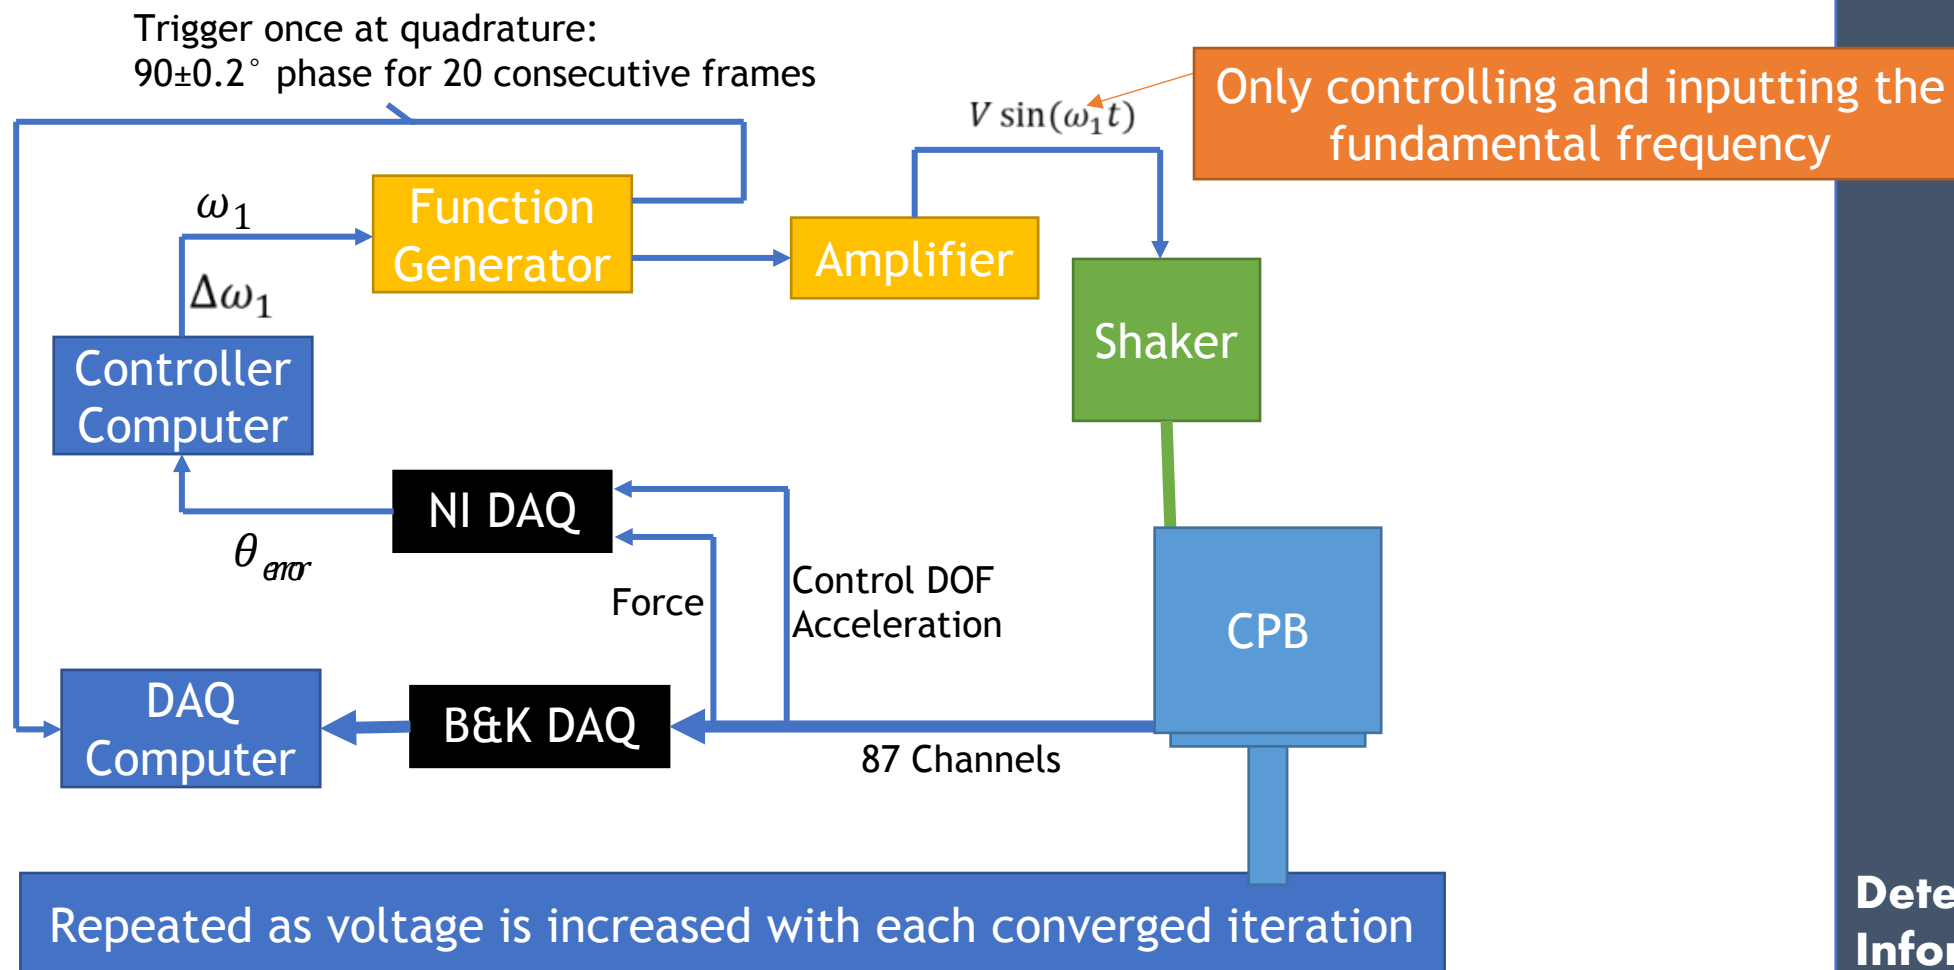 Trigger once at quadrature:
90±0.2° phase for 20 consecutive frames
V sin(ω₁t)
Only controlling and inputting the
fundamental frequency
ω₁
Function
Generator
Amplifier
Δω₁
Shaker
Controller
Computer
NI DAQ
θ error
Control DOF
Acceleration
Force
CPB
DAQ
Computer
B&K DAQ
87 Channels
Repeated as voltage is increased with each converged iteration